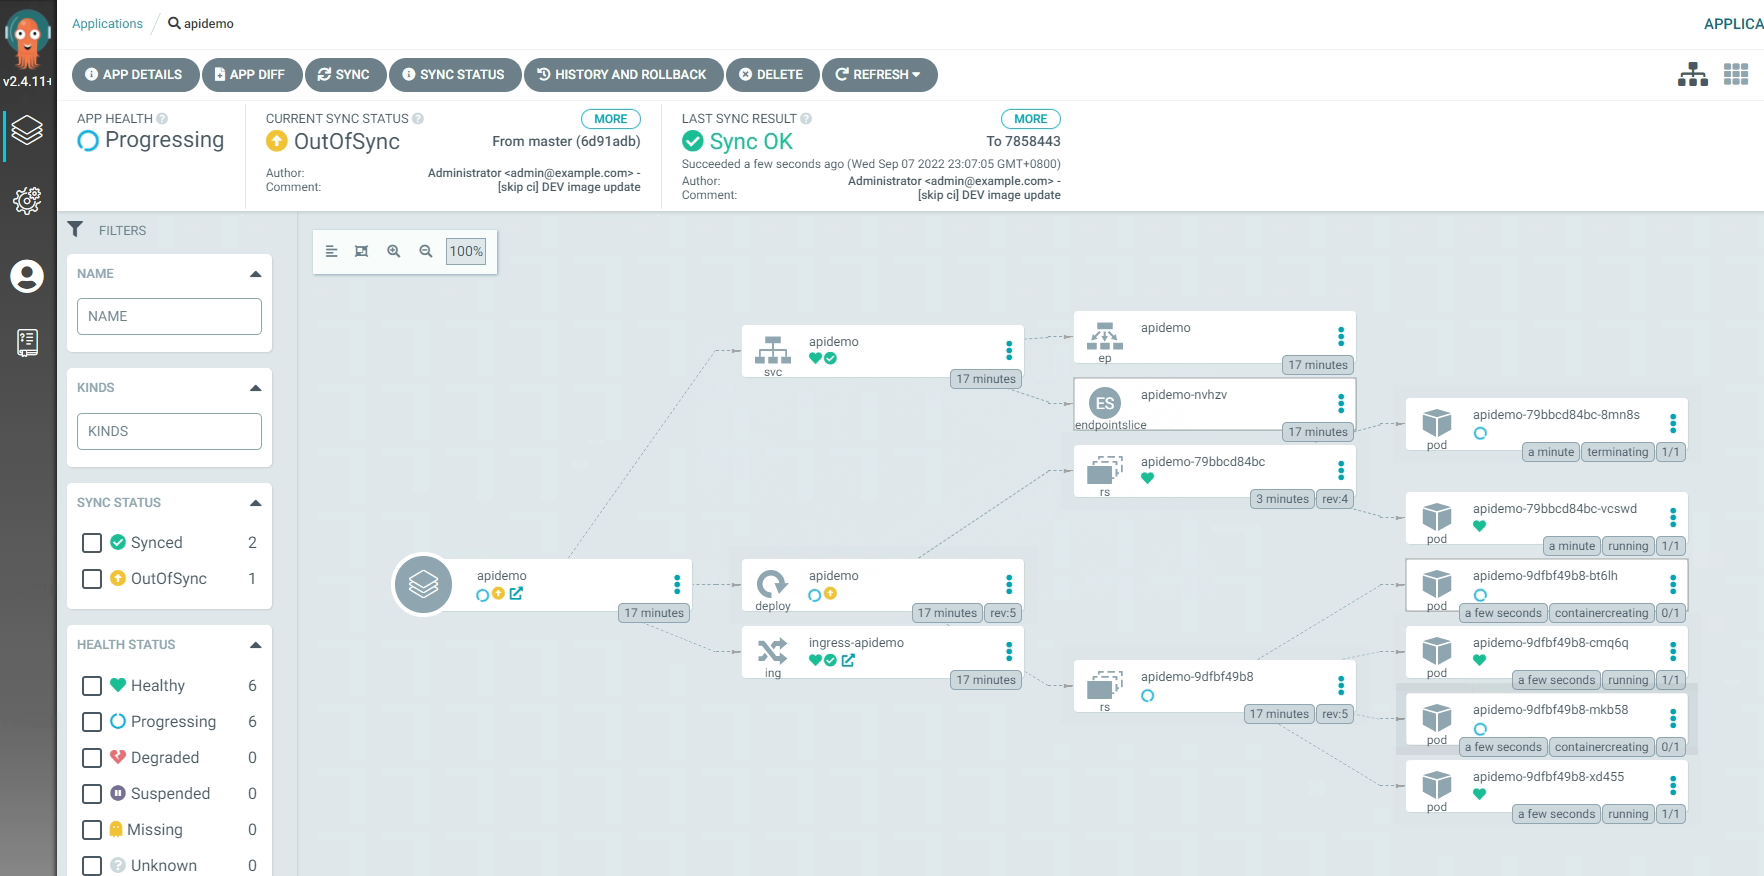 Applications / apidemo
APPLICA
v2.4.11+
APP DETAILS
APP DIFF
SYNC
SYNC STATUS
HISTORY AND ROLLBACK
DELETE
REFRESH
APP HEALTH
Progressing
CURRENT SYNC STATUS
MORE
OutOfSync
From master (6d91adb)
Author:
Administrator <admin@example.com> -
Comment:
[skip ci] DEV image update
LAST SYNC RESULT
MORE
Sync OK
To 7858443
Succeeded a few seconds ago (Wed Sep 07 2022 23:07:05 GMT+0800)
Author:
Administrator <admin@example.com> -
Comment:
[skip ci] DEV image update
FILTERS
NAME
NAME
KINDS
KINDS
SYNC STATUS
Synced 2
OutOfSync 1
HEALTH STATUS
Healthy 6
Progressing 6
Degraded 0
Suspended 0
Missing 0
Unknown 0
100%
apidemo
17 minutes
apidemo
svc
17 minutes
apidemo
deploy
17 minutes rev:5
ingress-apidemo
ing
17 minutes
apidemo
ep
17 minutes
ES
apidemo-nvhzv
endpointslice
17 minutes
apidemo-79bbcd84bc
rs
3 minutes rev:4
apidemo-9dfbf49b8
rs
17 minutes rev:5
apidemo-79bbcd84bc-8mn8s
pod
a minute terminating 1/1
apidemo-79bbcd84bc-vcswd
pod
a minute running 1/1
apidemo-9dfbf49b8-bt6lh
pod
a few seconds containercreating 0/1
apidemo-9dfbf49b8-cmq6q
pod
a few seconds running 1/1
apidemo-9dfbf49b8-mkb58
pod
a few seconds containercreating 0/1
apidemo-9dfbf49b8-xd455
pod
a few seconds running 1/1